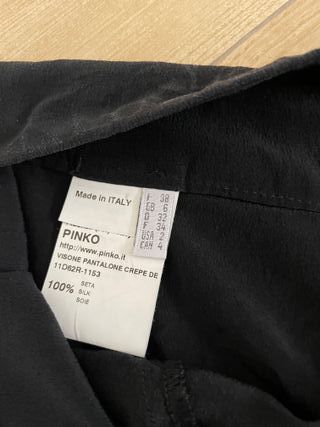 Made in ITALY
I 38
GB 6
D 32
F 34
USA 2
CAN 4
PINKO
http://www.pinko.it
VISONE PANTALONE CREPE DE
11D62R-1153
100%
SETA
SILK
SOIE